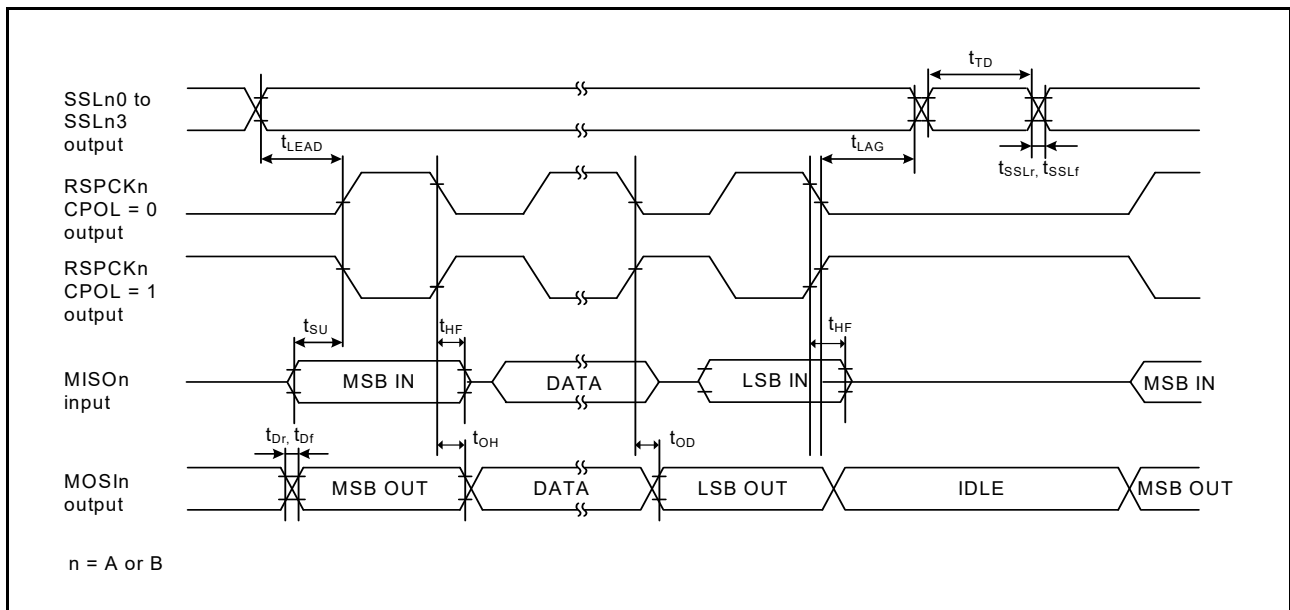 t_TD
SSLn0 to
SSLn3
output
t_LEAD
t_LAG
t_SSLr, t_SSLf
RSPCKn
CPOL = 0
output
RSPCKn
CPOL = 1
output
t_SU
t_HF
t_HF
MISOn
input
MSB IN
DATA
LSB IN
MSB IN
t_Dr, t_Df
t_OH
t_OD
MOSIn
output
MSB OUT
DATA
LSB OUT
IDLE
MSB OUT
n = A or B